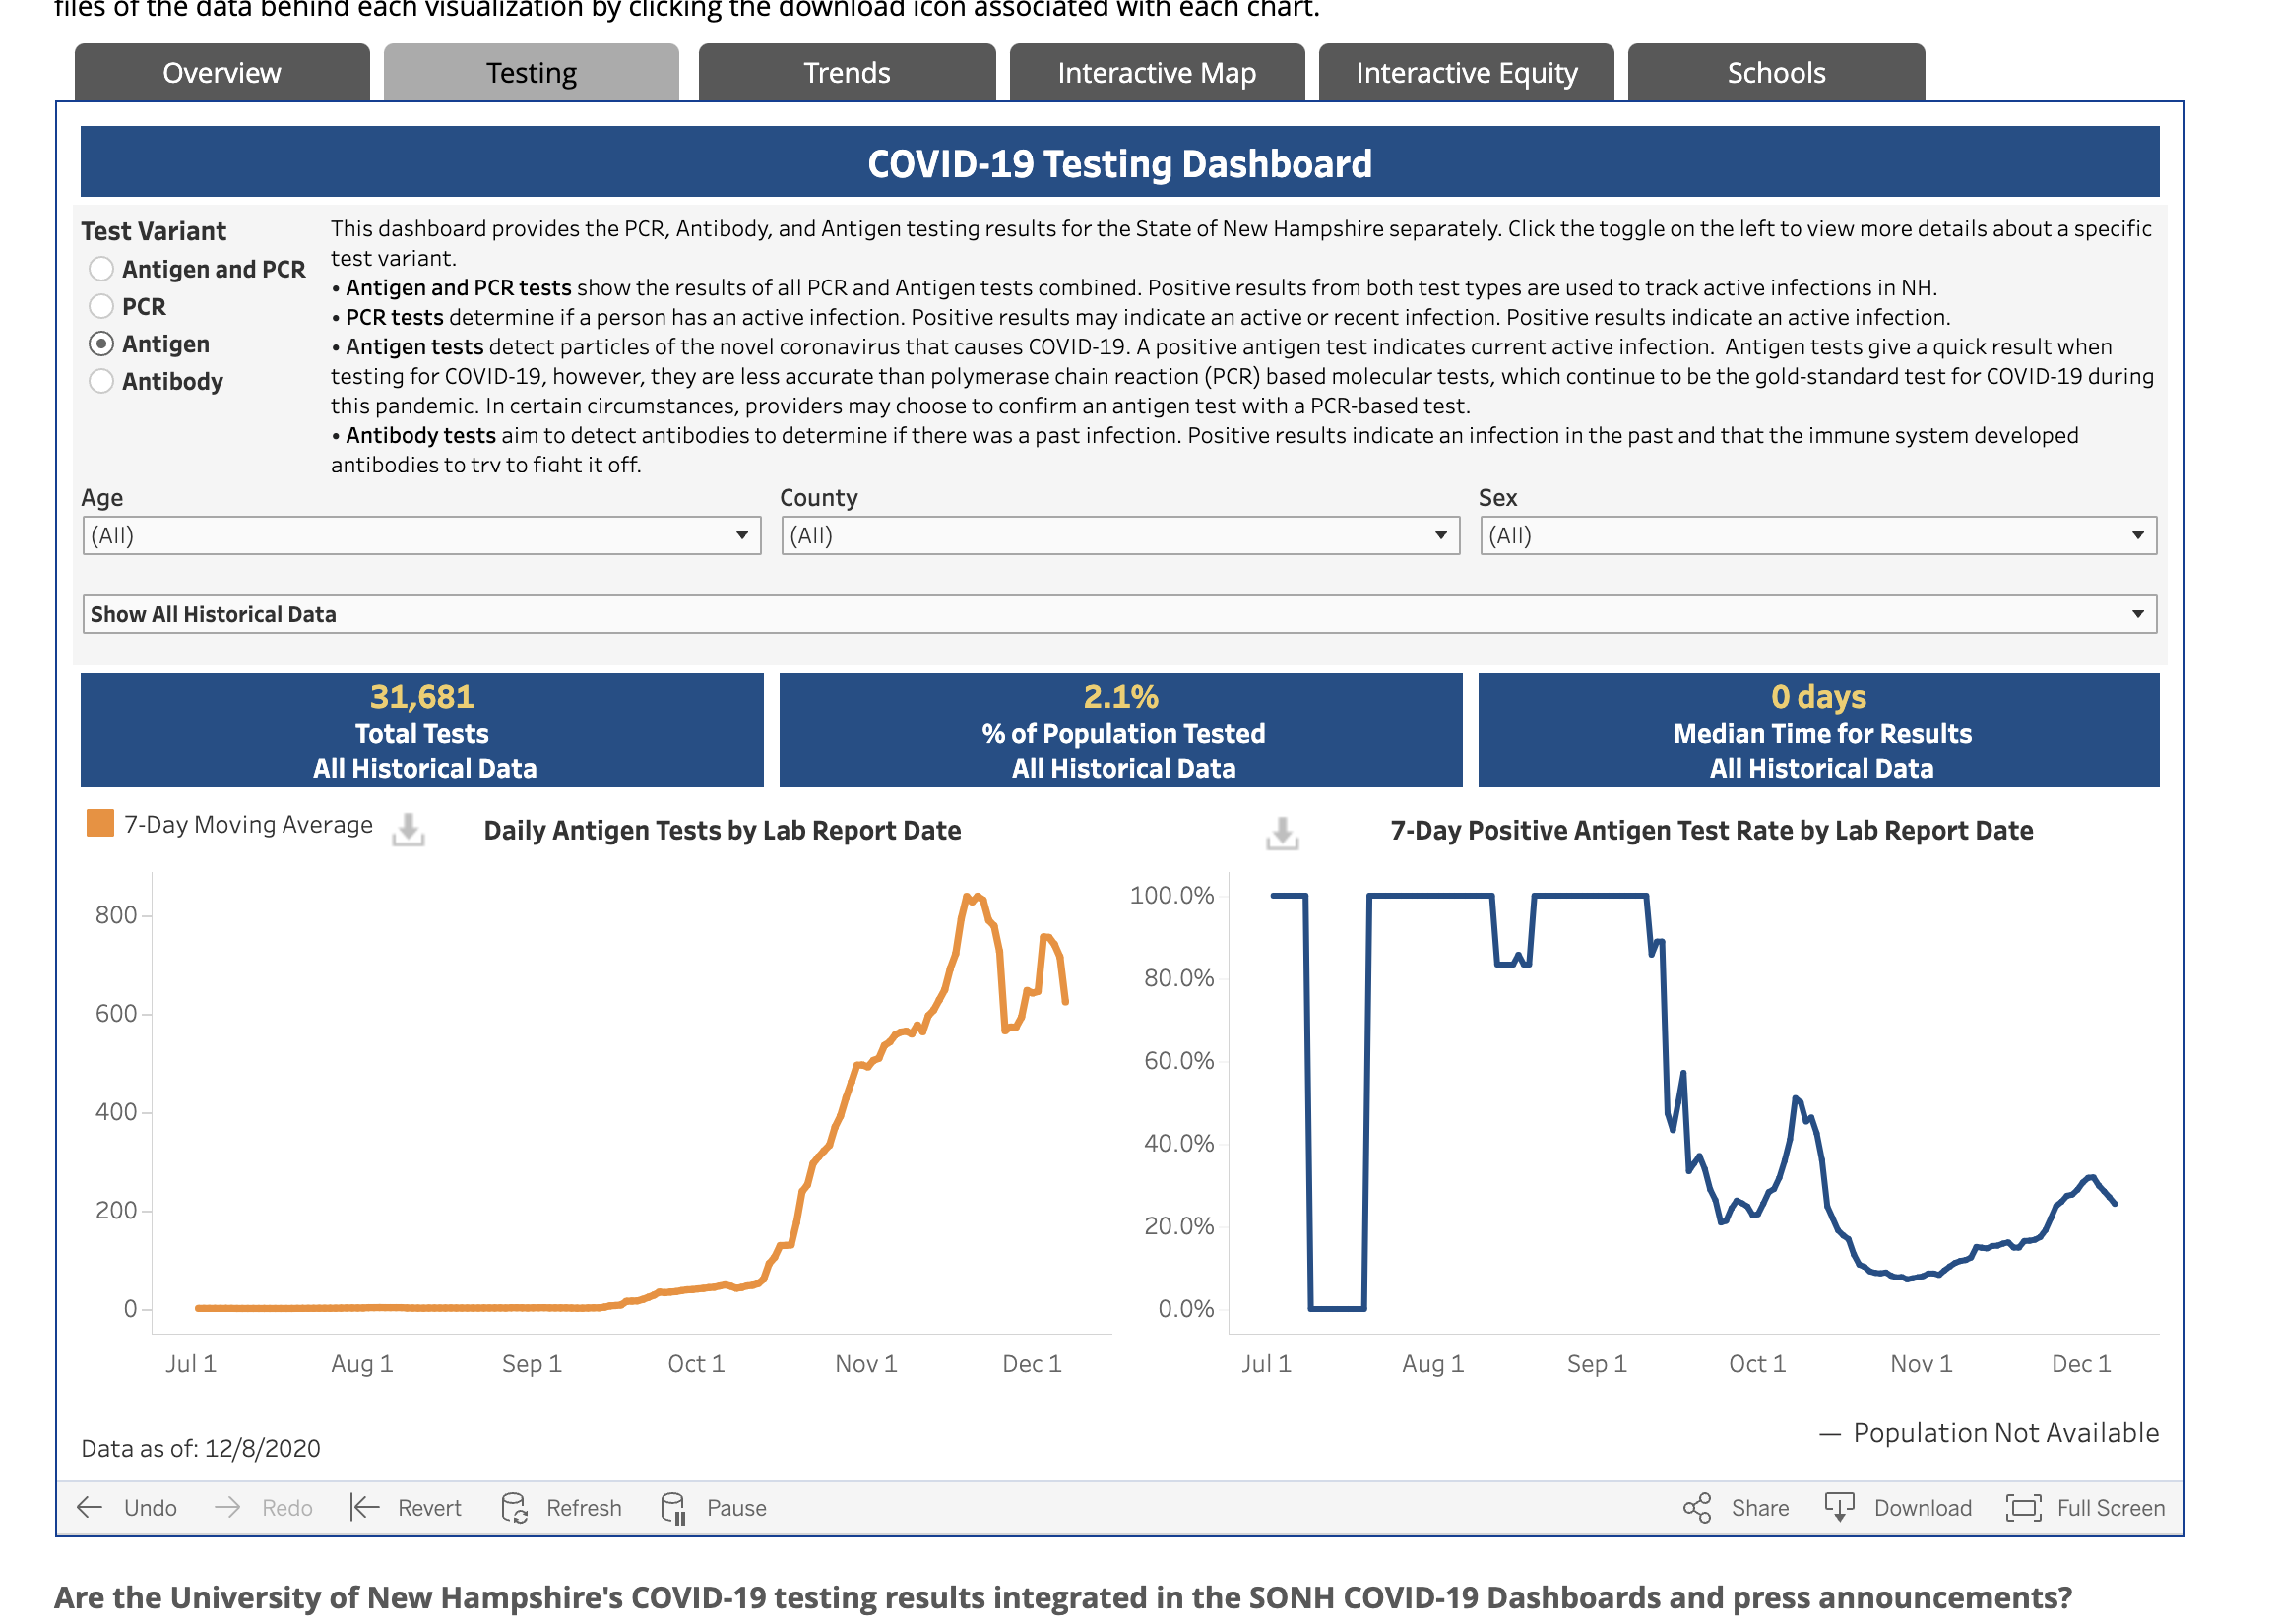 files of the data behind each visualization by clicking the download icon associated with each chart.
Overview
Testing
Trends
Interactive Map
Interactive Equity
Schools
COVID-19 Testing Dashboard
Test Variant
Antigen and PCR
PCR
Antigen
Antibody
This dashboard provides the PCR, Antibody, and Antigen testing results for the State of New Hampshire separately. Click the toggle on the left to view more details about a specific
test variant.
• Antigen and PCR tests show the results of all PCR and Antigen tests combined. Positive results from both test types are used to track active infections in NH.
• PCR tests determine if a person has an active infection. Positive results may indicate an active or recent infection. Positive results indicate an active infection.
• Antigen tests detect particles of the novel coronavirus that causes COVID-19. A positive antigen test indicates current active infection. Antigen tests give a quick result when
testing for COVID-19, however, they are less accurate than polymerase chain reaction (PCR) based molecular tests, which continue to be the gold-standard test for COVID-19 during
this pandemic. In certain circumstances, providers may choose to confirm an antigen test with a PCR-based test.
• Antibody tests aim to detect antibodies to determine if there was a past infection. Positive results indicate an infection in the past and that the immune system developed
antibodies to try to fight it off.
Age
(All)
County
(All)
Sex
(All)
Show All Historical Data
31,681
Total Tests
All Historical Data
2.1%
% of Population Tested
All Historical Data
0 days
Median Time for Results
All Historical Data
7-Day Moving Average
Daily Antigen Tests by Lab Report Date
800
600
400
200
0
Jul 1
Aug 1
Sep 1
Oct 1
Nov 1
Dec 1
7-Day Positive Antigen Test Rate by Lab Report Date
100.0%
80.0%
60.0%
40.0%
20.0%
0.0%
Jul 1
Aug 1
Sep 1
Oct 1
Nov 1
Dec 1
Data as of: 12/8/2020
— Population Not Available
Undo
Redo
Revert
Refresh
Pause
Share
Download
Full Screen
Are the University of New Hampshire's COVID-19 testing results integrated in the SONH COVID-19 Dashboards and press announcements?